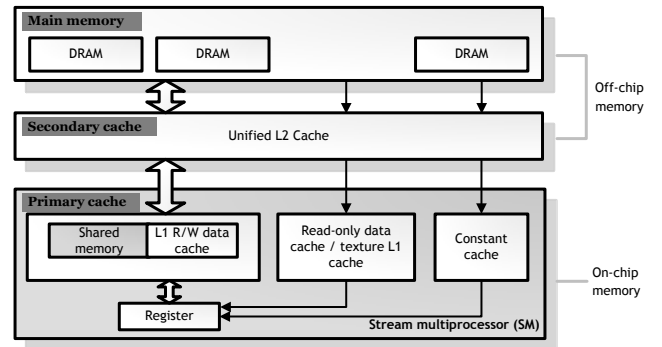 Main memory
DRAM
DRAM
DRAM
Off-chip
memory
Secondary cache
Unified L2 Cache
Primary cache
Shared
memory
L1 R/W data
cache
Read-only data
cache / texture L1
cache
Constant
cache
On-chip
memory
Register
Stream multiprocessor (SM)